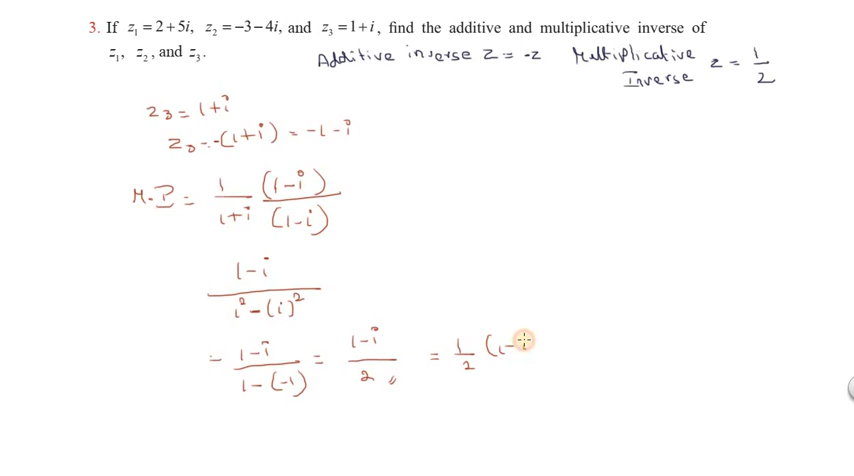 3. If z₁ = 2+5i, z₂ = −3−4i, and z₃ = 1+i, find the additive and multiplicative inverse of
z₁, z₂, and z₃.
Additive inverse z = -z
Multiplicative Inverse z = 1/2
z₃ = 1+i
z₃ = -(1+i) = -1-i
M.I = 1/(1+i) (1-i)/(1-i)
(1-i)/(i² - (i)²)
= (1-i)/(1-(-1)) = (1-i)/2 = 1/2 (1-